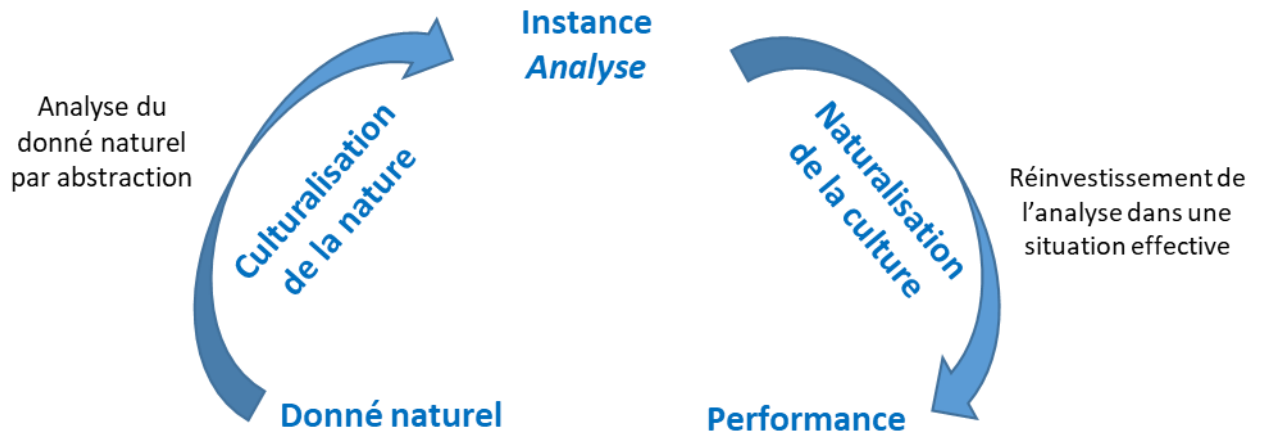 Instance
Analyse
Analyse du
donné naturel
par abstraction
Culturalisation
de la nature
Naturalisation
de la culture
Réinvestissement de
l'analyse dans une
situation effective
Donné naturel
Performance